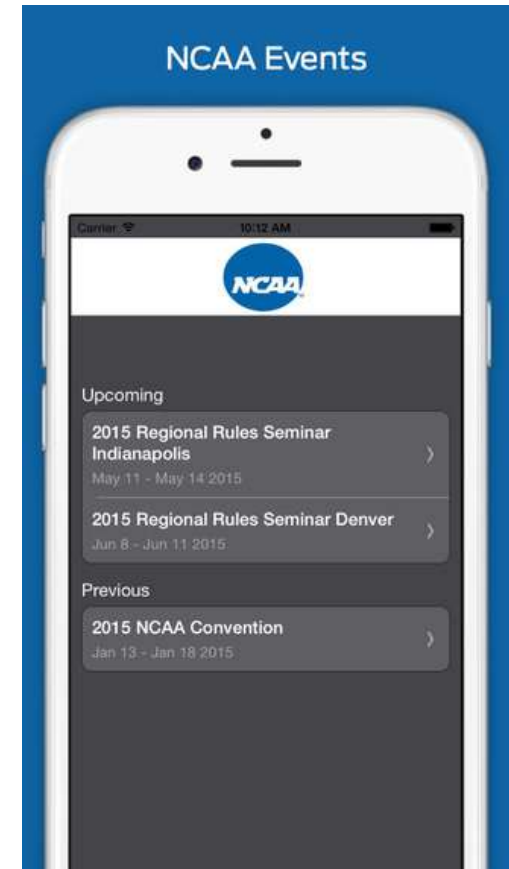 NCAA Events
Carrier 10:12 AM
NCAA
Upcoming
2015 Regional Rules Seminar
Indianapolis
May 11 - May 14 2015
2015 Regional Rules Seminar Denver
Jun 8 - Jun 11 2015
Previous
2015 NCAA Convention
Jan 13 - Jan 18 2015